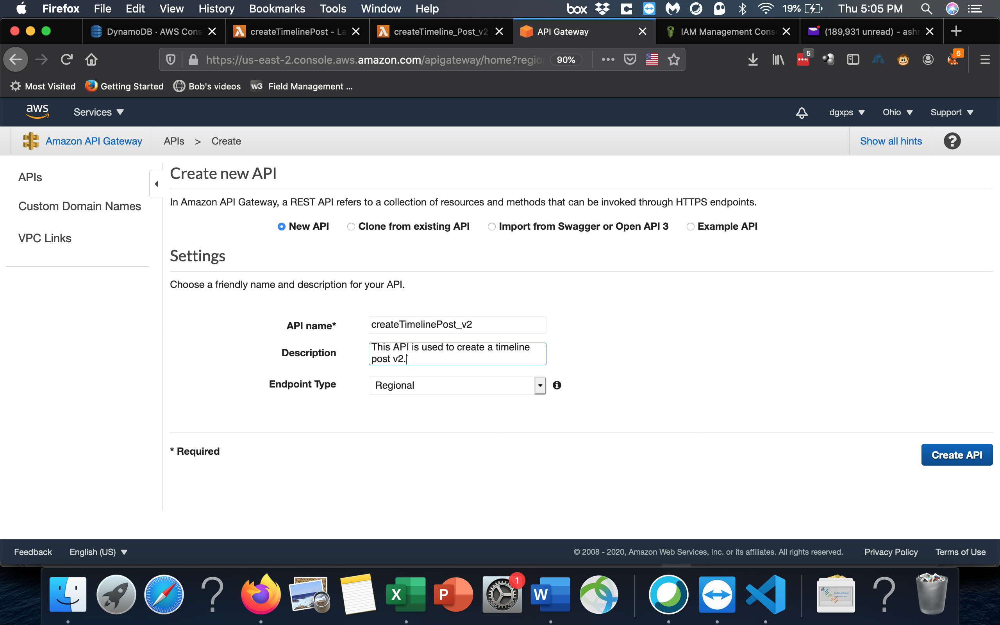 Firefox File Edit View History Bookmarks Tools Window Help box 19% Thu 5:05 PM
DynamoDB · AWS Cons createTimelinePost - La createTimeline_Post_v2 API Gateway IAM Management Conso (189,931 unread) - ashr
https://us-east-2.console.aws.amazon.com/apigateway/home?region 90% 5 6
Most Visited Getting Started Bob's videos w3 Field Management ...
aws Services dgxps Ohio Support
Amazon API Gateway APIs > Create Show all hints ?
APIs
Custom Domain Names
VPC Links
Create new API
In Amazon API Gateway, a REST API refers to a collection of resources and methods that can be invoked through HTTPS endpoints.
New API Clone from existing API Import from Swagger or Open API 3 Example API
Settings
Choose a friendly name and description for your API.
API name* createTimelinePost_v2
Description This API is used to create a timeline
post v2.
Endpoint Type Regional
* Required
Create API
Feedback English (US) © 2008 - 2020, Amazon Web Services, Inc. or its affiliates. All rights reserved. Privacy Policy Terms of Use
? X P 1 W ?